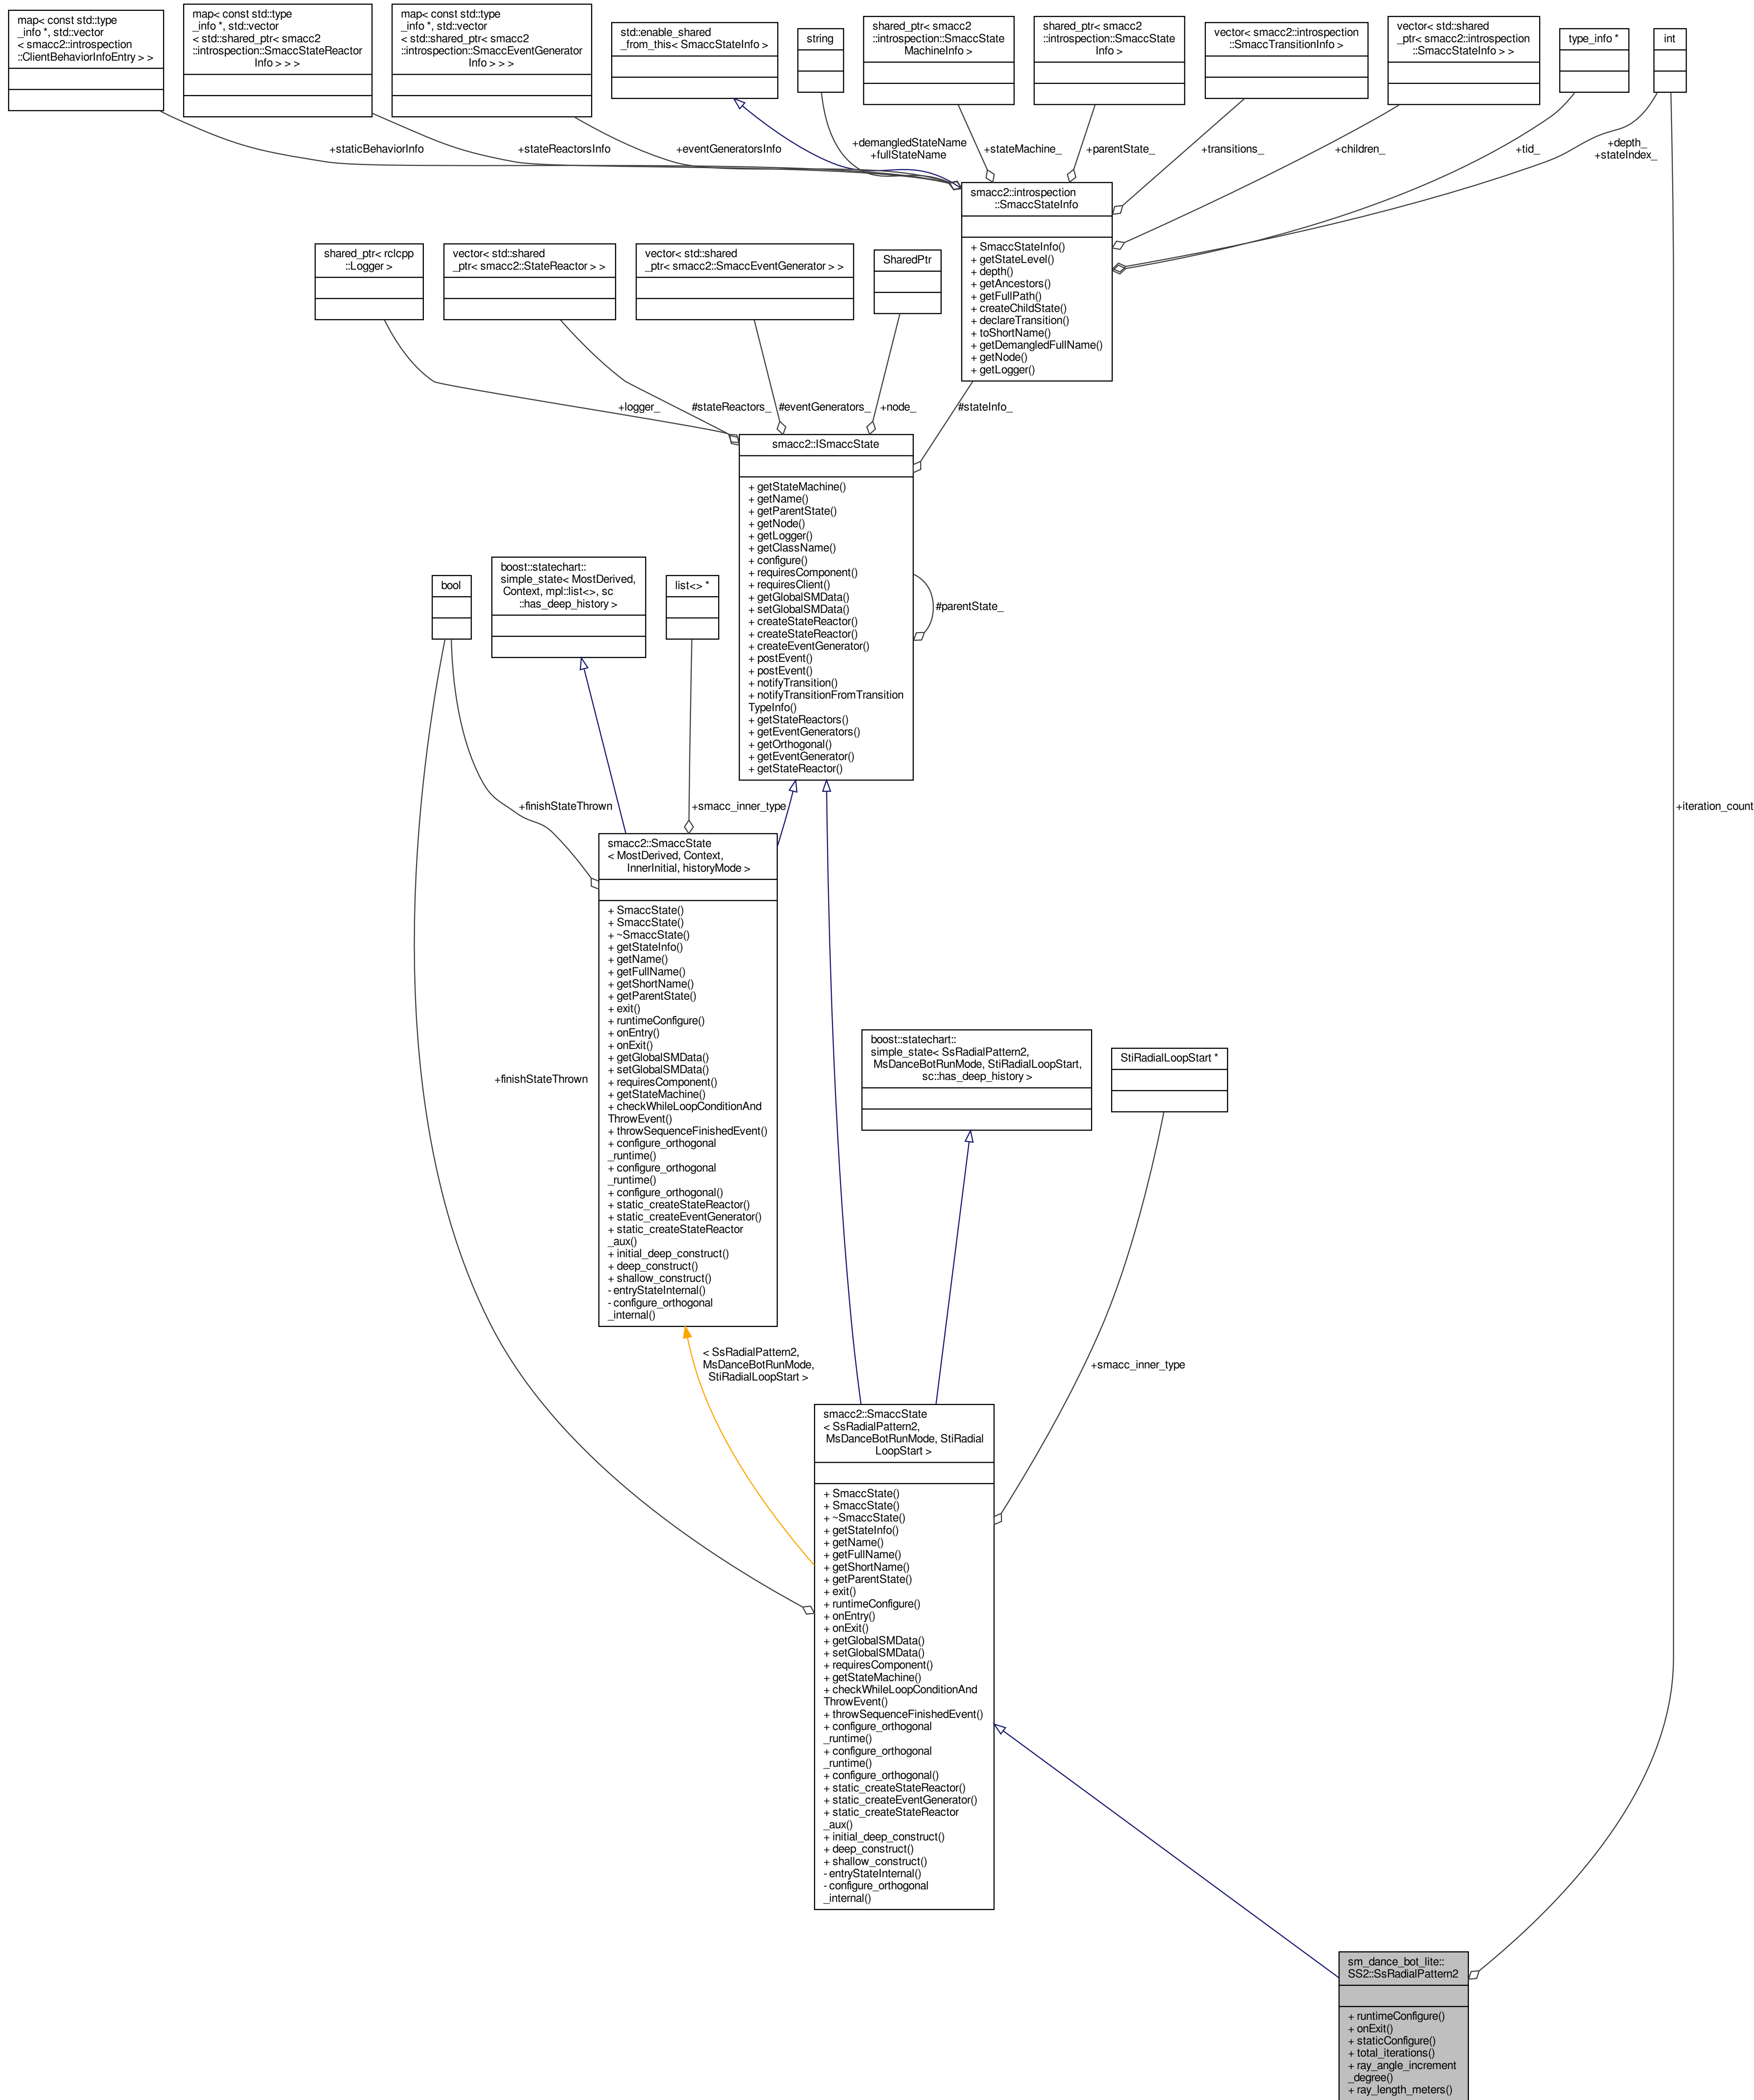 map< const std::type
_info *, std::vector
< smacc2::introspection
::ClientBehaviorInfoEntry > >
map< const std::type
_info *, std::vector
< std::shared_ptr< smacc2
::introspection::SmaccStateReactor
Info > > >
map< const std::type
_info *, std::vector
< std::shared_ptr< smacc2
::introspection::SmaccEventGenerator
Info > > >
std::enable_shared
_from_this< SmaccStateInfo >
string
shared_ptr< smacc2
::introspection::SmaccState
MachineInfo >
shared_ptr< smacc2
::introspection::SmaccState
Info >
vector< smacc2::introspection
::SmaccTransitionInfo >
vector< std::shared
_ptr< smacc2::introspection
::SmaccStateInfo > >
type_info *
int
+staticBehaviorInfo
+stateReactorsInfo
+eventGeneratorsInfo
+demangledStateName
+fullStateName
+stateMachine_
+parentState_
+transitions_
+children_
+tid_
+depth_
+stateIndex_
smacc2::introspection
::SmaccStateInfo
+ SmaccStateInfo()
+ getStateLevel()
+ depth()
+ getAncestors()
+ getFullPath()
+ createChildState()
+ declareTransition()
+ toShortName()
+ getDemangledFullName()
+ getNode()
+ getLogger()
shared_ptr< rclcpp
::Logger >
vector< std::shared
_ptr< smacc2::StateReactor > >
vector< std::shared
_ptr< smacc2::SmaccEventGenerator > >
SharedPtr
+logger_
#stateReactors_
#eventGenerators_
+node_
#stateInfo_
smacc2::ISmaccState
+ getStateMachine()
+ getName()
+ getParentState()
+ getNode()
+ getLogger()
+ getClassName()
+ configure()
+ requiresComponent()
+ requiresClient()
+ getGlobalSMData()
+ setGlobalSMData()
+ createStateReactor()
+ createStateReactor()
+ createEventGenerator()
+ postEvent()
+ postEvent()
+ notifyTransition()
+ notifyTransitionFromTransition
TypeInfo()
+ getStateReactors()
+ getEventGenerators()
+ getOrthogonal()
+ getEventGenerator()
+ getStateReactor()
#parentState_
bool
boost::statechart::
simple_state< MostDerived,
Context, mpl::list<>, sc
::has_deep_history >
list<> *
+finishStateThrown
+smacc_inner_type
+iteration_count
smacc2::SmaccState
< MostDerived, Context,
InnerInitial, historyMode >
+ SmaccState()
+ SmaccState()
+ ~SmaccState()
+ getStateInfo()
+ getName()
+ getFullName()
+ getShortName()
+ getParentState()
+ exit()
+ runtimeConfigure()
+ onEntry()
+ onExit()
+ getGlobalSMData()
+ setGlobalSMData()
+ requiresComponent()
+ getStateMachine()
+ checkWhileLoopConditionAnd
ThrowEvent()
+ throwSequenceFinishedEvent()
+ configure_orthogonal
_runtime()
+ configure_orthogonal
_runtime()
+ configure_orthogonal()
+ static_createStateReactor()
+ static_createEventGenerator()
+ static_createStateReactor
_aux()
+ initial_deep_construct()
+ deep_construct()
+ shallow_construct()
- entryStateInternal()
- configure_orthogonal
_internal()
+finishStateThrown
boost::statechart::
simple_state< SsRadialPattern2,
MsDanceBotRunMode, StiRadialLoopStart,
sc::has_deep_history >
StiRadialLoopStart *
< SsRadialPattern2,
MsDanceBotRunMode,
StiRadialLoopStart >
+smacc_inner_type
smacc2::SmaccState
< SsRadialPattern2,
MsDanceBotRunMode, StiRadial
LoopStart >
+ SmaccState()
+ SmaccState()
+ ~SmaccState()
+ getStateInfo()
+ getName()
+ getFullName()
+ getShortName()
+ getParentState()
+ exit()
+ runtimeConfigure()
+ onEntry()
+ onExit()
+ getGlobalSMData()
+ setGlobalSMData()
+ requiresComponent()
+ getStateMachine()
+ checkWhileLoopConditionAnd
ThrowEvent()
+ throwSequenceFinishedEvent()
+ configure_orthogonal
_runtime()
+ configure_orthogonal
_runtime()
+ configure_orthogonal()
+ static_createStateReactor()
+ static_createEventGenerator()
+ static_createStateReactor
_aux()
+ initial_deep_construct()
+ deep_construct()
+ shallow_construct()
- entryStateInternal()
- configure_orthogonal
_internal()
sm_dance_bot_lite::
SS2::SsRadialPattern2
+ runtimeConfigure()
+ onExit()
+ staticConfigure()
+ total_iterations()
+ ray_angle_increment
_degree()
+ ray_length_meters()